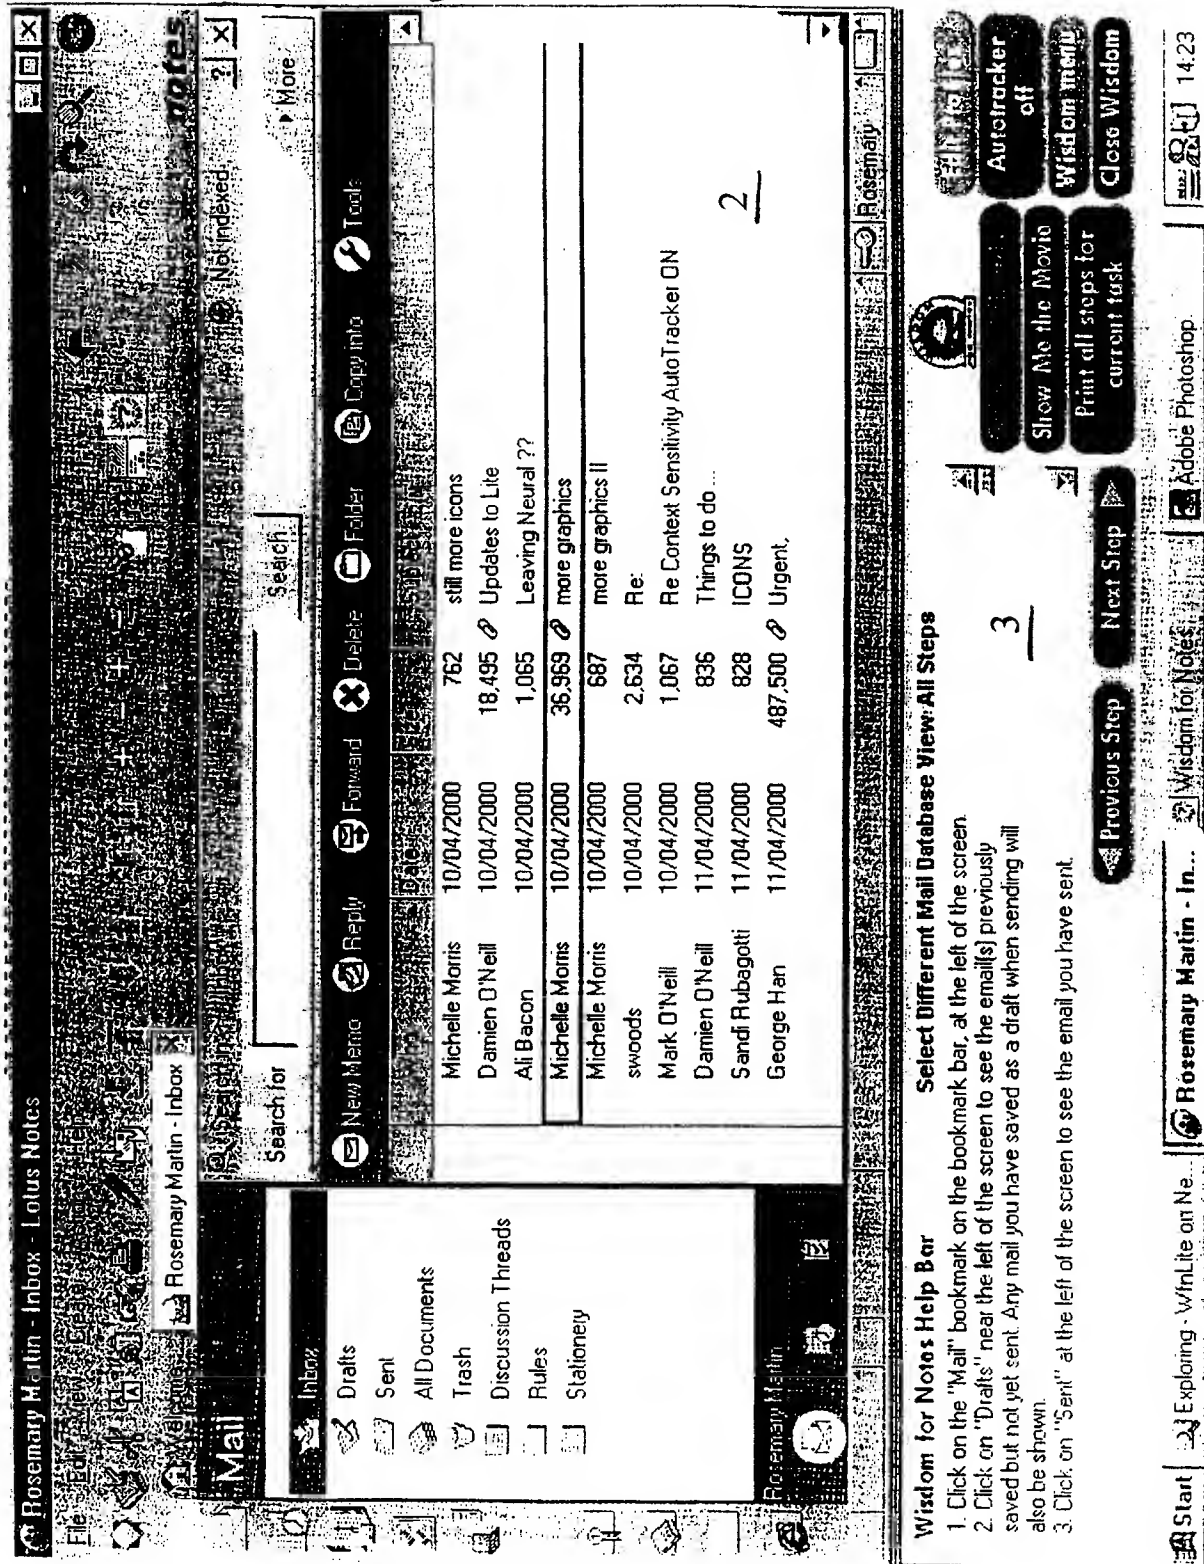 Rosemary Martin - Inbox - Lotus Notes
File Edit View Create
notes
Welcome
Rosemary Martin - Inbox
Mail
Search in
Not indexed
Search for
Search
More
New Memo Reply Forward Delete Folder Copy into Tools
Inbox
Drafts
Sent
All Documents
Trash
Discussion Threads
Rules
Stationery
Rosemary Martin
Who Date
Michelle Morris 10/04/2000 762 still more icons
Damien O'Neil 10/04/2000 18,495 Updates to Lite
Ali Bacon 10/04/2000 1,065 Leaving Neural ??
Michelle Morris 10/04/2000 36,969 more graphics
Michelle Morris 10/04/2000 687 more graphics II
swoods 10/04/2000 2,634 Re:
Mark O'Neill 10/04/2000 1,067 Re Context Sensitivity AutoTracker ON
Damien O'Neill 11/04/2000 836 Things to do ...
Sandi Rubagotti 11/04/2000 828 ICONS
George Han 11/04/2000 487,500 Urgent,
2
Rosemary
Wisdom for Notes Help Bar
Select Different Mail Database View: All Steps
1. Click on the "Mail" bookmark on the bookmark bar, at the left of the screen.
2. Click on "Drafts" near the left of the screen to see the email(s) previously
saved but not yet sent. Any mail you have saved as a draft when sending will
also be shown.
3. Click on "Sent" at the left of the screen to see the email you have sent.
3
Previous Step
Next Step
Show Me the Movie
Print all steps for
current task
Autotracker
off
Wisdom menu
Close Wisdom
Start
Exploring - WinLite on Ne...
Rosemary Martin - In...
Wisdom for Notes
Adobe Photoshop
14:23